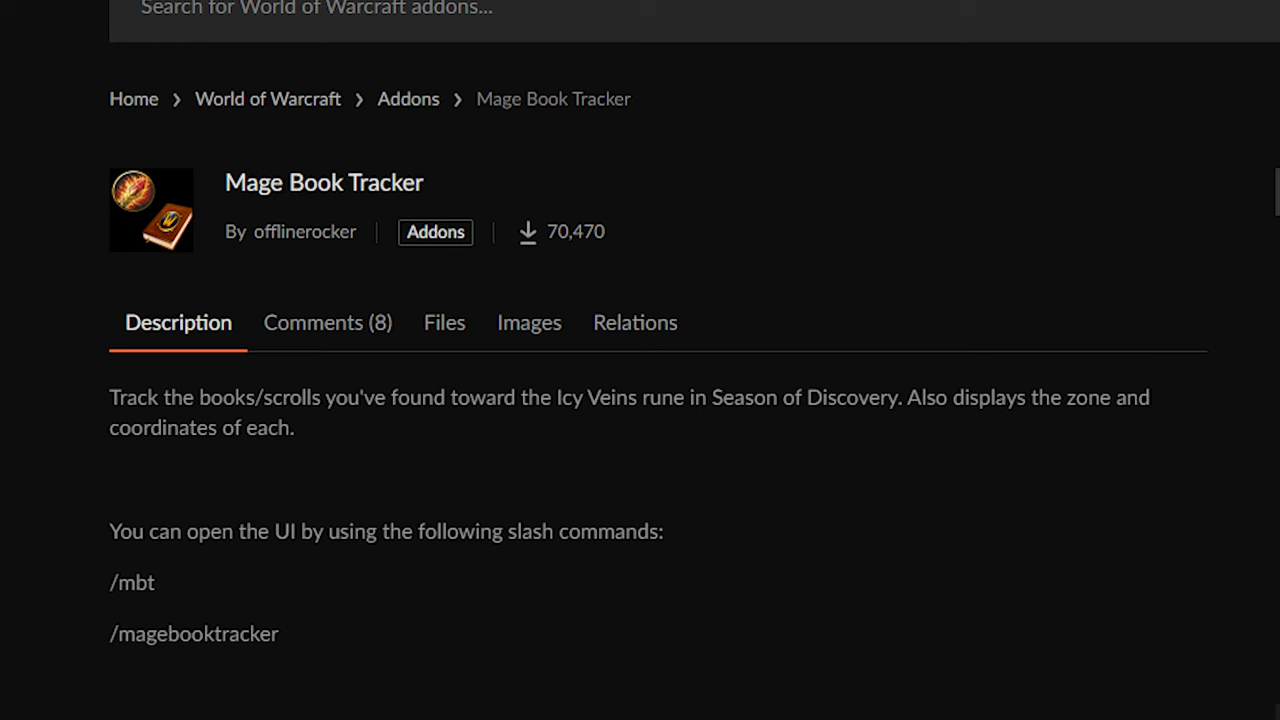 Search for World of Warcraft addons...
Home > World of Warcraft > Addons > Mage Book Tracker
Mage Book Tracker
By offlinerocker | Addons | 70,470
Description Comments (8) Files Images Relations
Track the books/scrolls you've found toward the Icy Veins rune in Season of Discovery. Also displays the zone and
coordinates of each.
You can open the UI by using the following slash commands:
/mbt
/magebooktracker